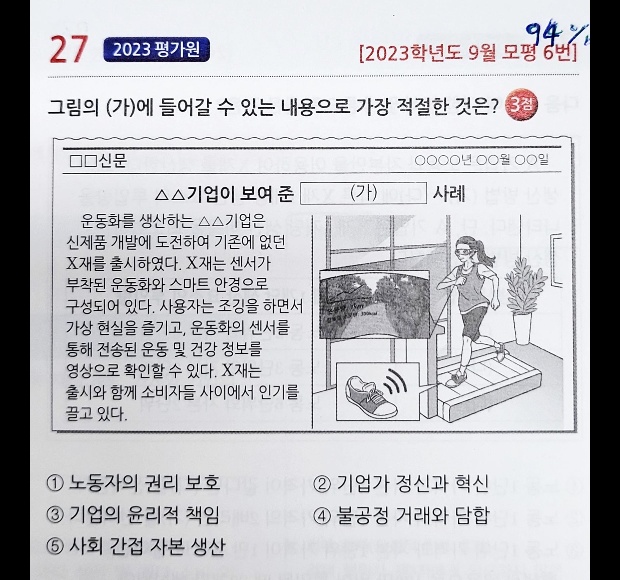 94%
27 2023 평가원 [2023학년도 9월 모평 6번]
그림의 (가)에 들어갈 수 있는 내용으로 가장 적절한 것은? 3점
□□신문 ○○○○년 ○○월 ○○일
△△기업이 보여 준 (가) 사례
운동화를 생산하는 △△기업은
신제품 개발에 도전하여 기존에 없던
X재를 출시하였다. X재는 센서가
부착된 운동화와 스마트 안경으로
구성되어 있다. 사용자는 조깅을 하면서
가상 현실을 즐기고, 운동화의 센서를
통해 전송된 운동 및 건강 정보를
영상으로 확인할 수 있다. X재는
출시와 함께 소비자들 사이에서 인기를
끌고 있다.
① 노동자의 권리 보호 ② 기업가 정신과 혁신
③ 기업의 윤리적 책임 ④ 불공정 거래와 담합
⑤ 사회 간접 자본 생산